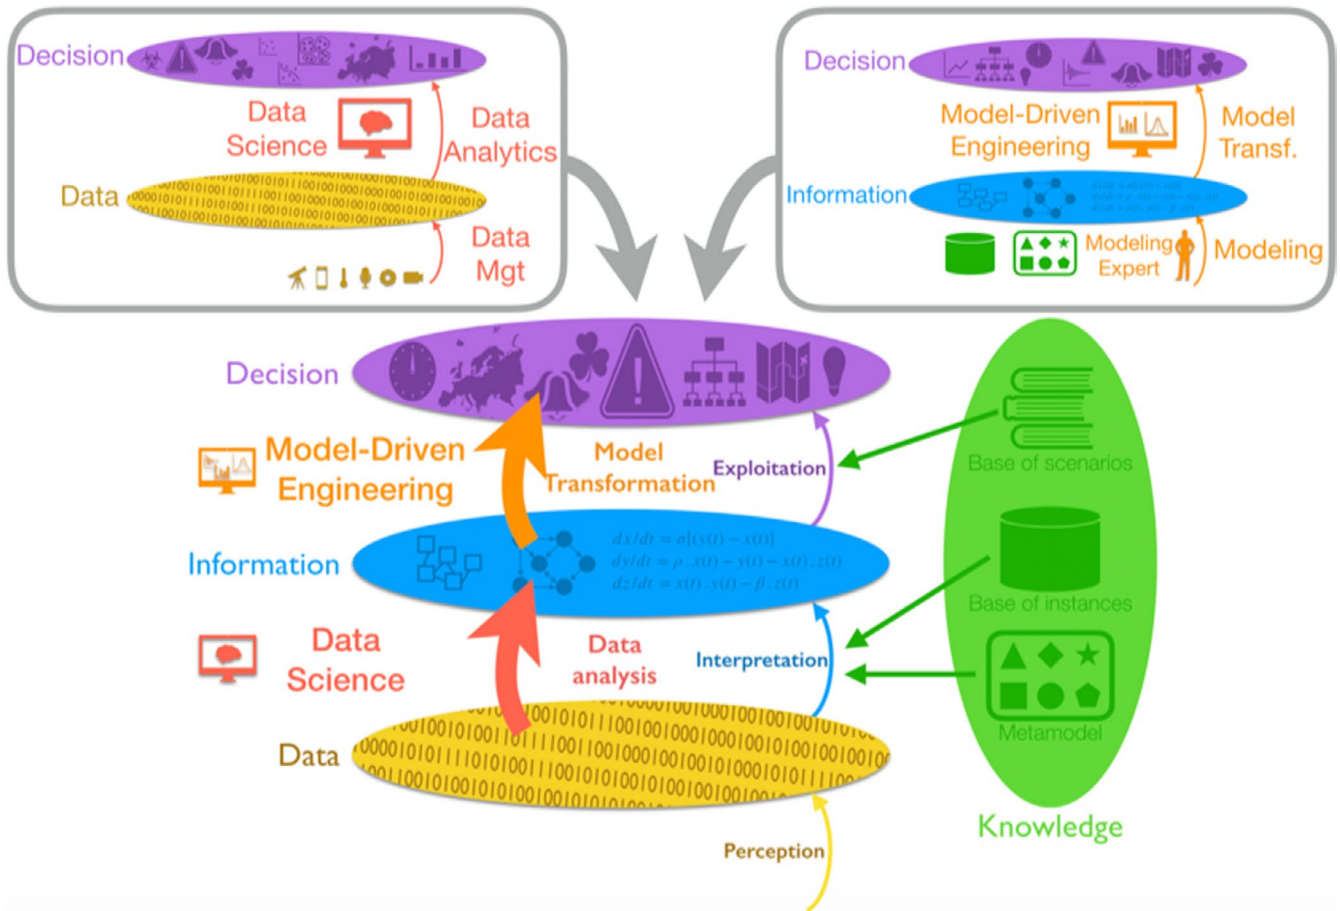 Decision
Data
Science
Data
Analytics
Data
Data
Mgt
Decision
Model-Driven
Engineering
Model
Transf.
Information
Modeling
Expert
Modeling
Decision
Model-Driven
Engineering
Model
Transformation
Exploitation
Base of scenarios
Information
dx/dt = σ[(y(t) − x(t)]
dy/dt = ρ . x(t) − y(t) − x(t) . z(t)
dz/dt = x(t) . y(t) − β . z(t)
Base of instances
Data
Science
Data
analysis
Interpretation
Metamodel
Data
Knowledge
Perception